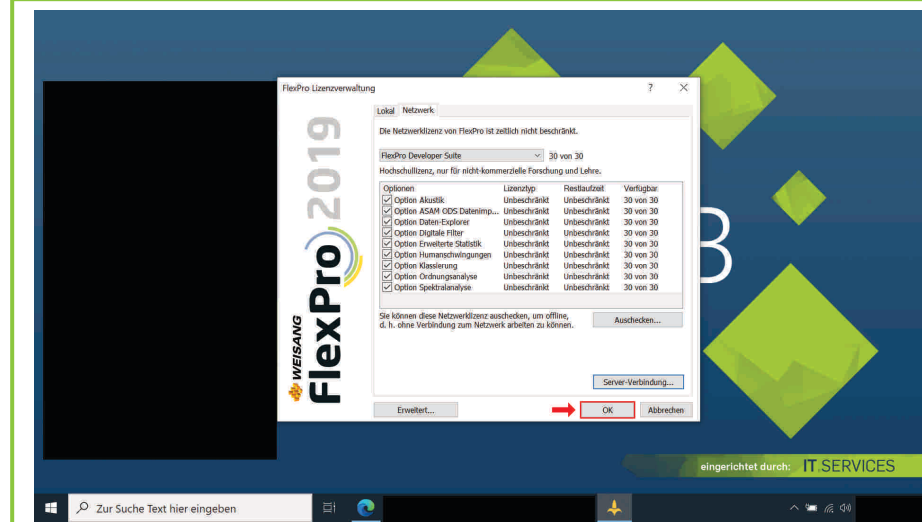 FlexPro Lizenzverwaltung
?
Lokal Netzwerk
Die Netzwerklizenz von FlexPro ist zeitlich nicht beschränkt.
FlexPro Developer Suite 30 von 30
Hochschullizenz, nur für nicht-kommerzielle Forschung und Lehre.
Optionen Lizenztyp Restlaufzeit Verfügbar
Option Akustik Unbeschränkt Unbeschränkt 30 von 30
Option ASAM ODS Datenimp... Unbeschränkt Unbeschränkt 30 von 30
Option Daten-Explorer Unbeschränkt Unbeschränkt 30 von 30
Option Digitale Filter Unbeschränkt Unbeschränkt 30 von 30
Option Erweiterte Statistik Unbeschränkt Unbeschränkt 30 von 30
Option Humanschwingungen Unbeschränkt Unbeschränkt 30 von 30
Option Klassierung Unbeschränkt Unbeschränkt 30 von 30
Option Ordnungsanalyse Unbeschränkt Unbeschränkt 30 von 30
Option Spektralanalyse Unbeschränkt Unbeschränkt 30 von 30
Sie können diese Netzwerklizenz auschecken, um offline,
d. h. ohne Verbindung zum Netzwerk arbeiten zu können.
Auschecken...
Server-Verbindung...
Erweitert...
OK
Abbrechen
WEISANG
FlexPro 2019
B
eingerichtet durch: IT.SERVICES
Zur Suche Text hier eingeben